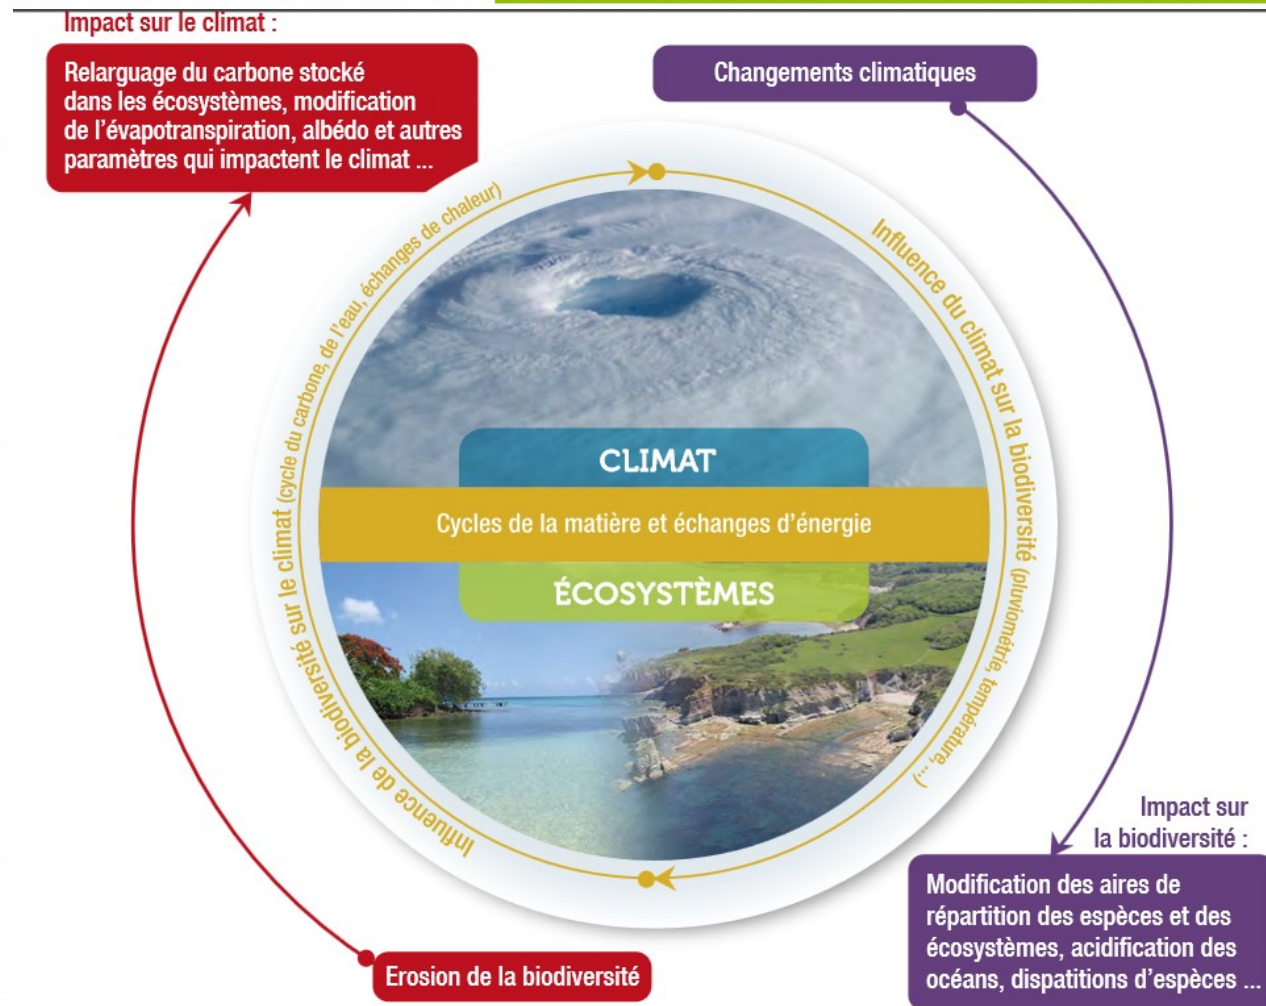 Impact sur le climat :
Relarguage du carbone stocké
dans les écosystèmes, modification
de l'évapotranspiration, albédo et autres
paramètres qui impactent le climat ...
Changements climatiques
Influence de la biodiversité sur le climat (cycle du carbone, de l'eau, échanges de chaleur)
Influence du climat sur la biodiversité (pluviométrie, température, ...)
CLIMAT
Cycles de la matière et échanges d'énergie
ÉCOSYSTÈMES
Impact sur
la biodiversité :
Modification des aires de
répartition des espèces et des
écosystèmes, acidification des
océans, dispatitions d'espèces ...
Erosion de la biodiversité